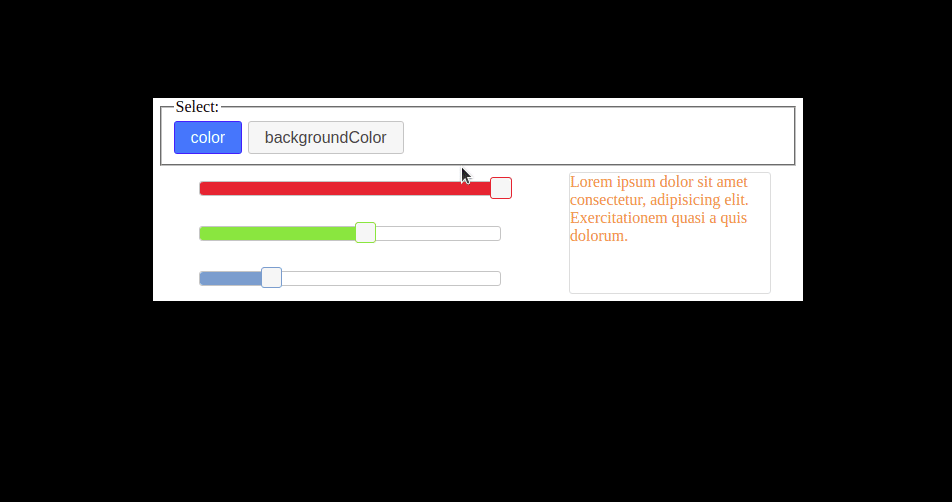 Select:
color backgroundColor
Lorem ipsum dolor sit amet
consectetur, adipisicing elit.
Exercitationem quasi a quis
dolorum.